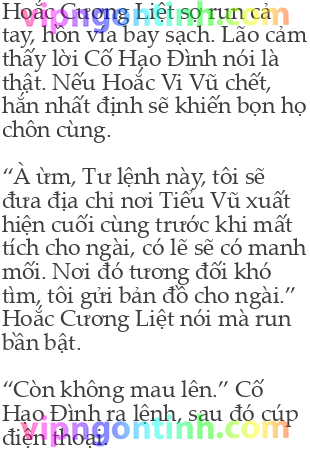 Hoắc Cương Liệt sợ run cả
tay, hồn vía bay sạch. Lão cảm
thấy lời Cố Hạo Đình nói là
thật. Nếu Hoắc Vi Vũ chết,
hắn nhất định sẽ khiến bọn họ
chôn cùng.
“À ừm, Tư lệnh này, tôi sẽ
đưa địa chỉ nơi Tiểu Vũ xuất
hiện cuối cùng trước khi mất
tích cho ngài, có lẽ sẽ có manh
mối. Nơi đó tương đối khó
tìm, tôi gửi bản đồ cho ngài.”
Hoắc Cương Liệt nói mà run
bần bật.
“Còn không mau lên.” Cố
Hạo Đình ra lệnh, sau đó cúp
điện thoại.
vipngontinh.com
vipngontinh.com